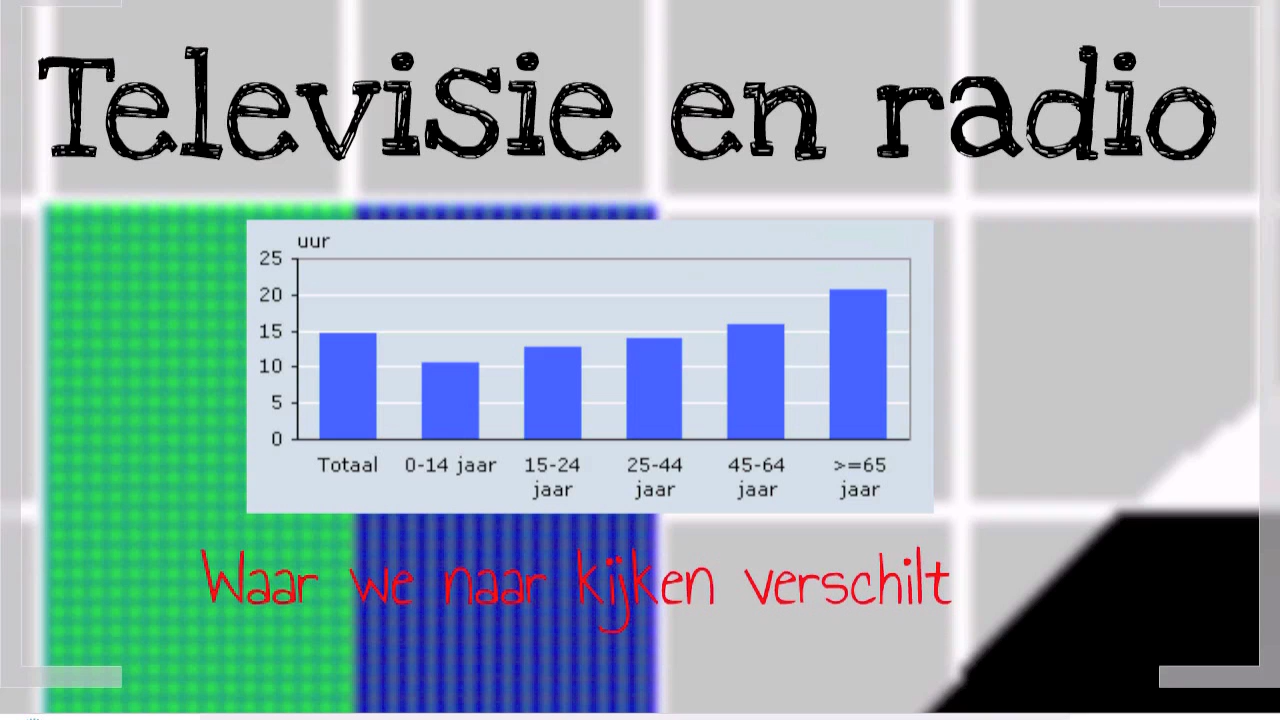 Televisie en radio
uur
25
20
15
10
5
0
Totaal 0-14 jaar 15-24 25-44 45-64 >=65
jaar jaar jaar jaar
Waar we naar kijken verschilt